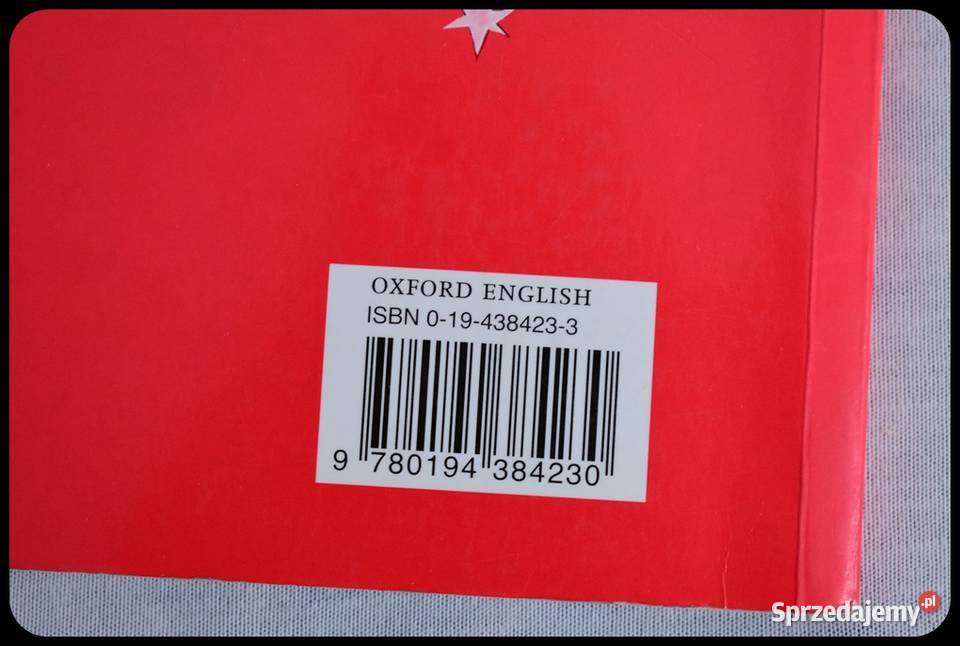 OXFORD ENGLISH
ISBN 0-19-438423-3
9 780194 384230
Sprzedajemy.pl